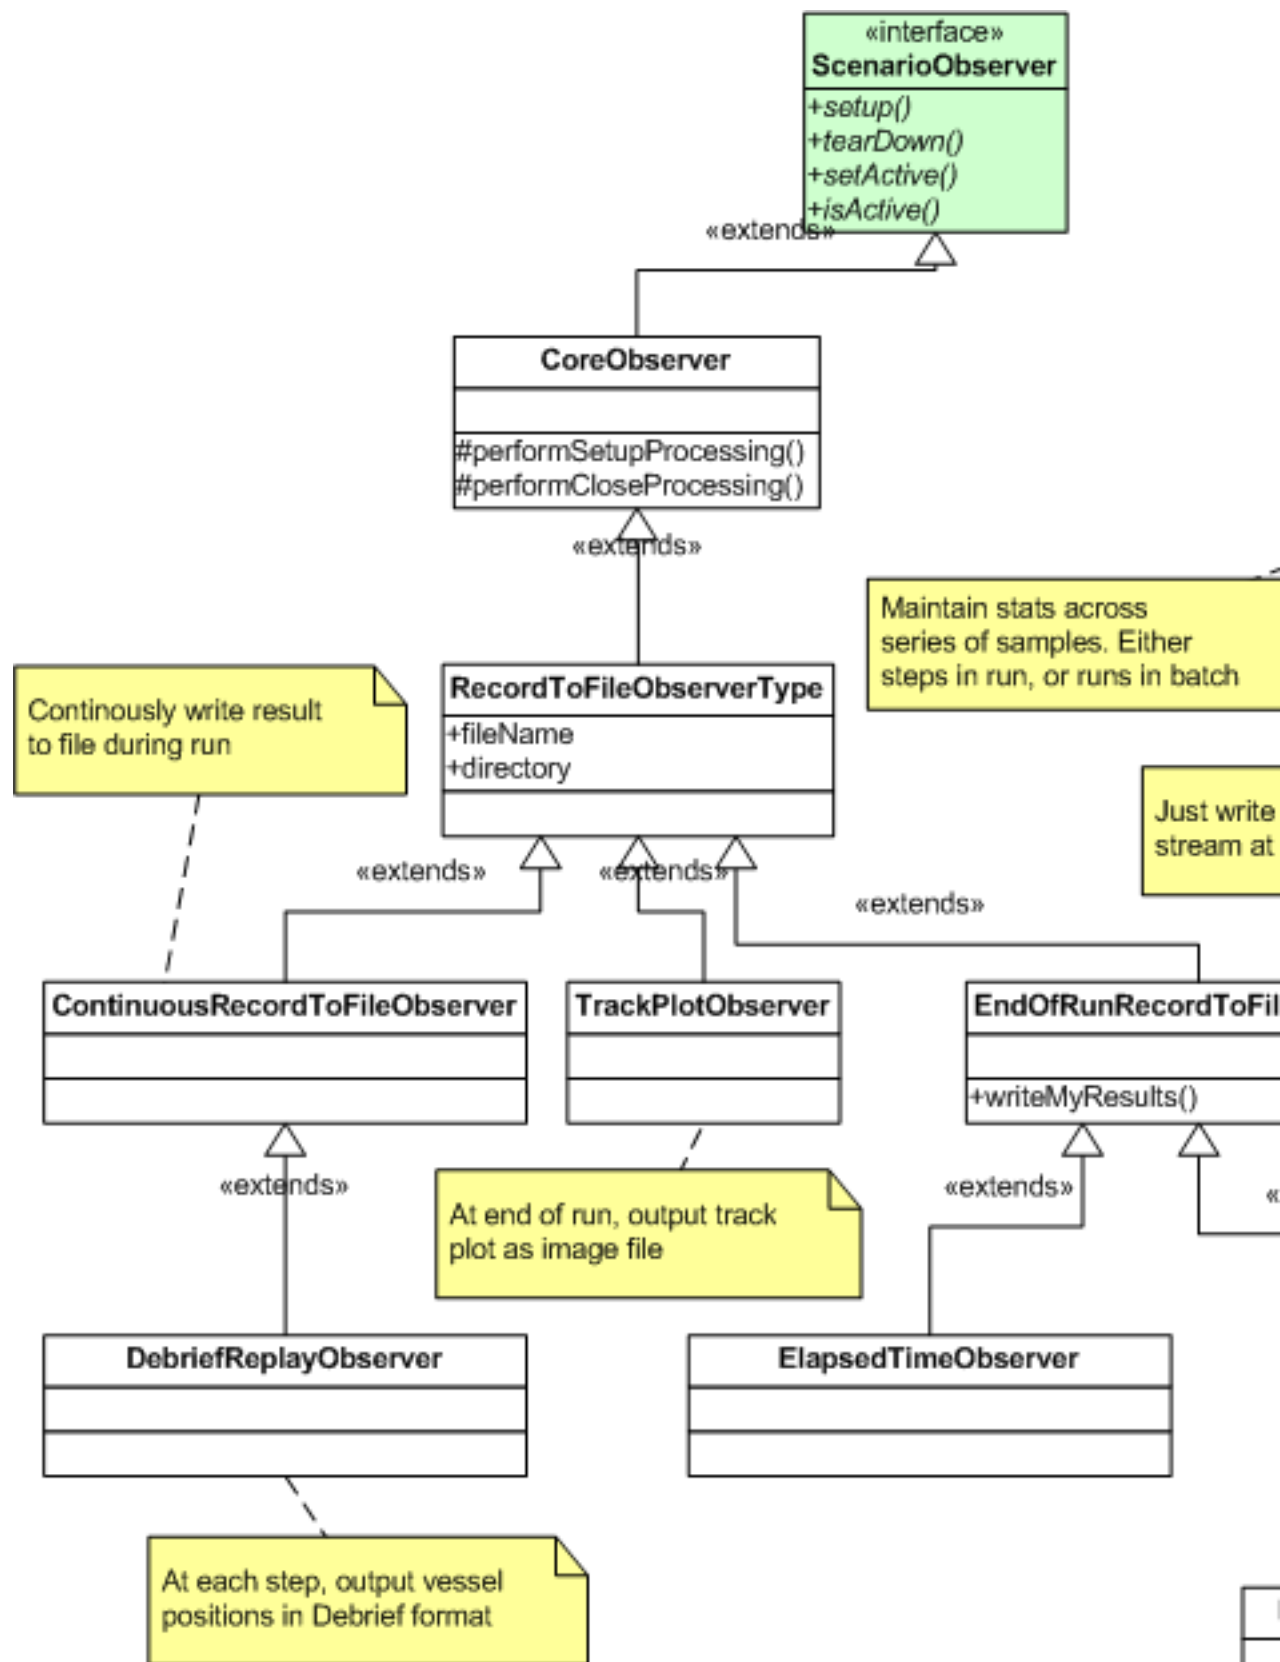 «interface»
ScenarioObserver
+setup()
+tearDown()
+setActive()
+isActive()
«extends»
CoreObserver
#performSetupProcessing()
#performCloseProcessing()
«extends»
Maintain stats across
series of samples. Either
steps in run, or runs in batch
Continously write result
to file during run
RecordToFileObserverType
+fileName
+directory
Just write
stream at
«extends»
«extends»
«extends»
ContinuousRecordToFileObserver
TrackPlotObserver
EndOfRunRecordToFil
+writeMyResults()
«extends»
«extends»
«
At end of run, output track
plot as image file
DebriefReplayObserver
ElapsedTimeObserver
At each step, output vessel
positions in Debrief format